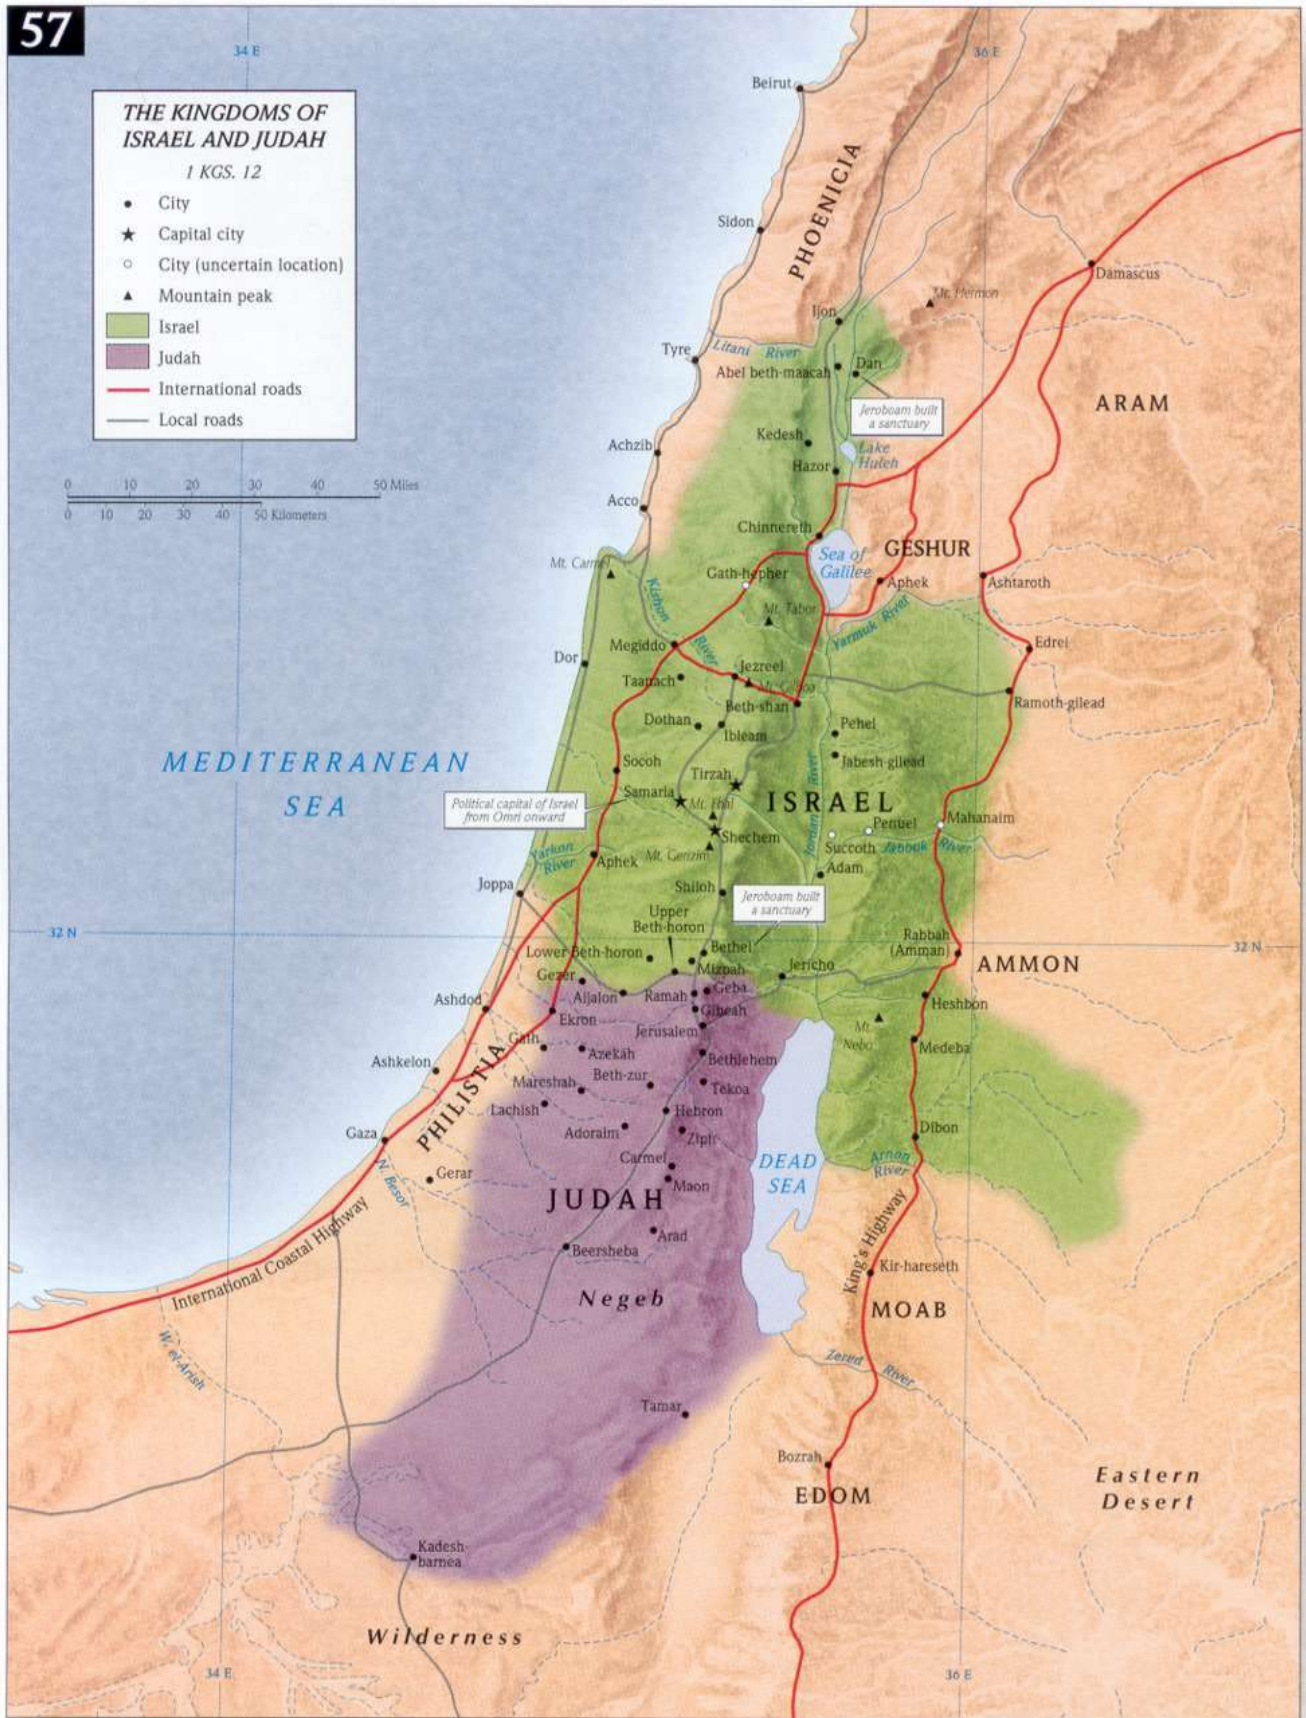 57
34 E
36 E
THE KINGDOMS OF
ISRAEL AND JUDAH
1 KGS. 12
City
Capital city
City (uncertain location)
Mountain peak
Israel
Judah
International roads
Local roads
0 10 20 30 40 50 Miles
0 10 20 30 40 50 Kilometers
Beirut
PHOENICIA
Sidon
Damascus
Mt. Hermon
Ijon
Tyre
Litani River
Abel beth-maacah
Dan
ARAM
Jeroboam built
a sanctuary
Kedesh
Achzib
Lake
Huleh
Hazor
Acco
Chinnereth
Sea of
Galilee
GESHUR
Mt. Carmel
Gath-hepher
Aphek
Ashtaroth
Kishon
River
Mt. Tabor
Yarmuk River
Megiddo
Edrei
Dor
Jezreel
Taanach
Mt. Gilboa
Beth-shan
Ramoth-gilead
Dothan
Ibleam
Pehel
MEDITERRANEAN
SEA
Socoh
Jabesh-gilead
Tirzah
Jordan River
Samaria
ISRAEL
Political capital of Israel
from Omri onward
Mt. Ebal
Shechem
Penuel
Mahanaim
Succoth
Jabbok River
Mt. Gerizim
Yarkon
River
Aphek
Adam
Joppa
Shiloh
Jeroboam built
a sanctuary
Upper
Beth-horon
32 N
32 N
Rabbah
(Amman)
Lower Beth-horon
Bethel
AMMON
Mizpah
Jericho
Gezer
Geba
Aijalon
Ramah
Heshbon
Ashdod
Gibeah
Ekron
Jerusalem
Mt.
Nebo
Gath
Medeba
Azekah
Bethlehem
Ashkelon
PHILISTIA
Mareshah
Beth-zur
Tekoa
Lachish
Hebron
Gaza
Adoraim
Ziph
Dibon
Carmel
DEAD
SEA
Arnon
River
Gerar
N. Besor
Maon
JUDAH
Arad
King's Highway
Beersheba
International Coastal Highway
Kir-hareseth
Negeb
MOAB
W. el-Arish
Zered River
Tamar
Bozrah
EDOM
Eastern
Desert
Kadesh-
barnea
Wilderness
34 E
36 E